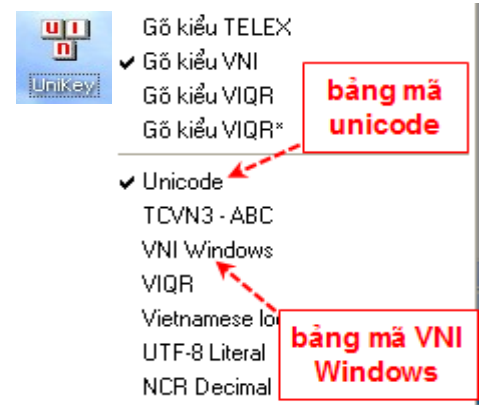 u i
n
UniKey
Gõ kiểu TELEX
Gõ kiểu VNI
Gõ kiểu VIQR
Gõ kiểu VIQR*
bảng mã
unicode
Unicode
TCVN3 - ABC
VNI Windows
VIQR
Vietnamese
UTF-8 Literal
NCR Decimal
bảng mã VNI
Windows